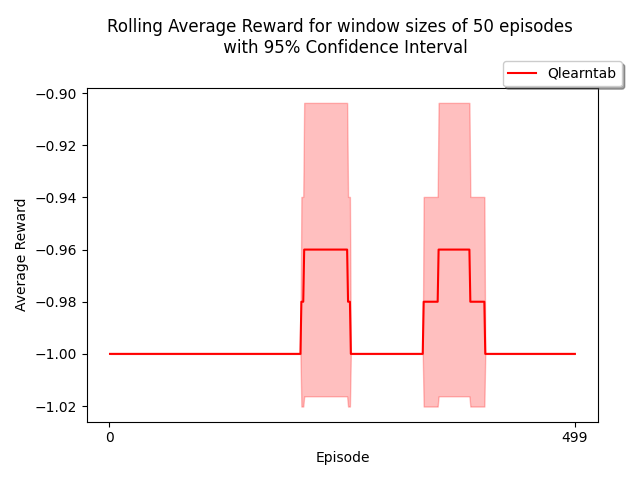 Rolling Average Reward for window sizes of 50 episodes
with 95% Confidence Interval
Qlearntab
−0.90
−0.92
−0.94
−0.96
−0.98
−1.00
−1.02
Average Reward
0
499
Episode